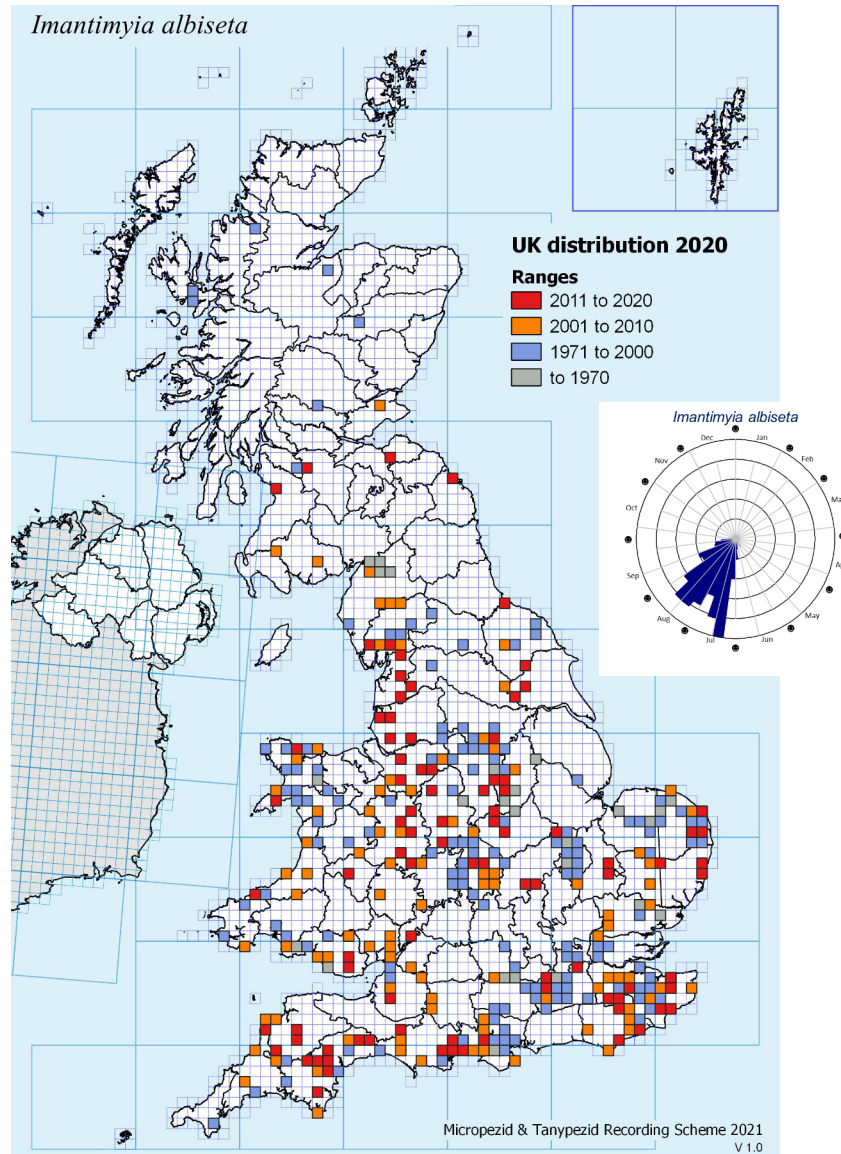 Imantimyia albiseta
UK distribution 2020
Ranges
2011 to 2020
2001 to 2010
1971 to 2000
to 1970
Imantimyia albiseta
Dec
Jan
Nov
Feb
Oct
Sep
Aug
May
Jul
Jun
Micropezid & Tanypezid Recording Scheme 2021
V 1.0